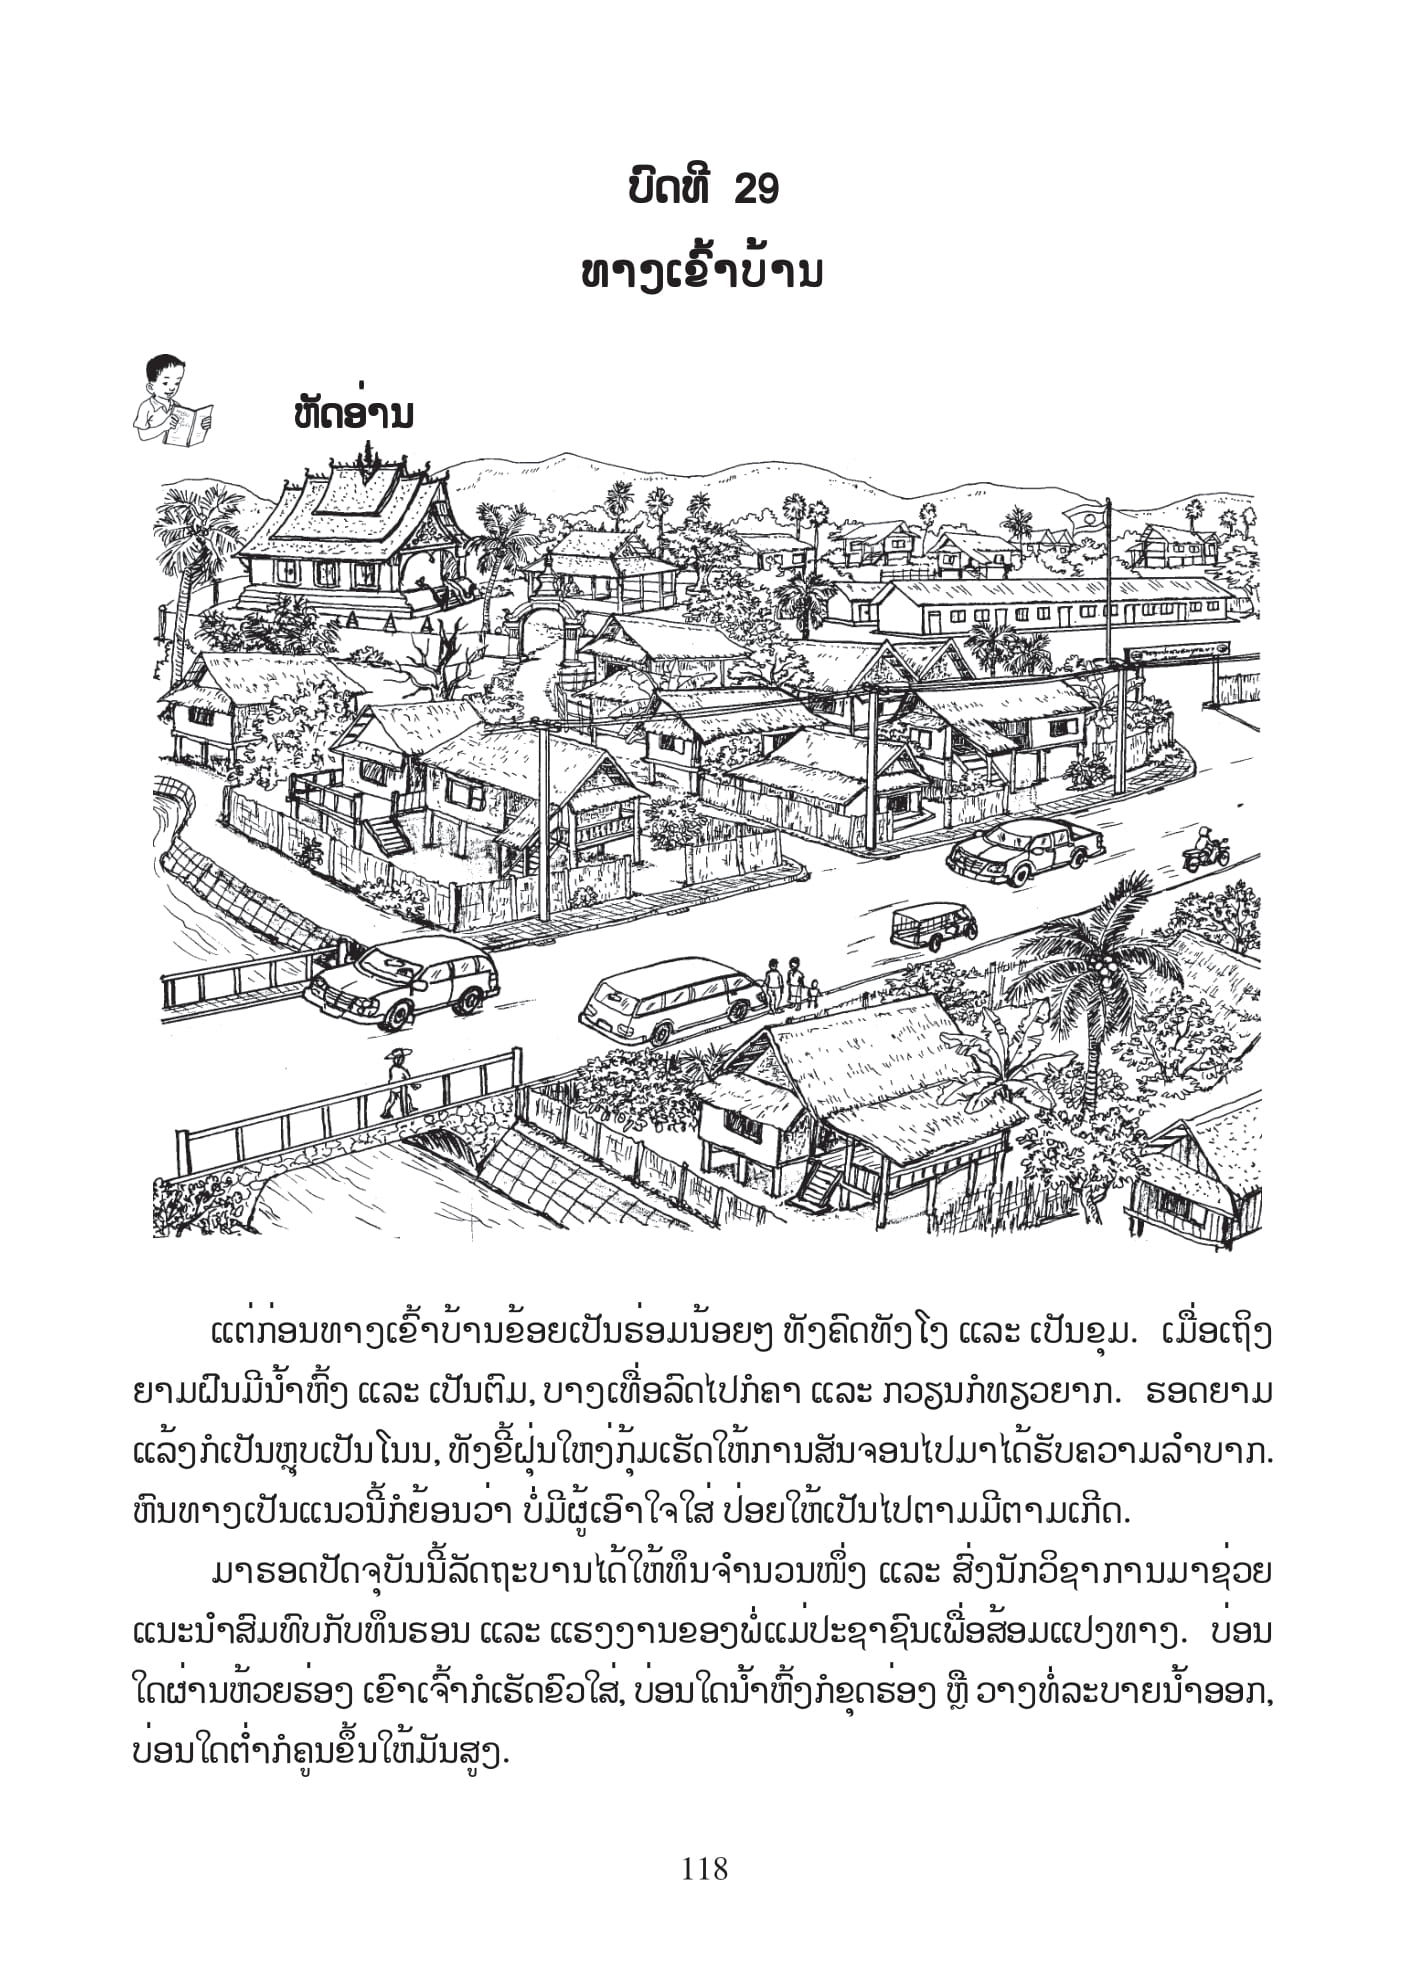 ບົດທີ 29
ທາງເຂົ້າບ້ານ
ຫັດອ່ານ
ແຕ່ກ່ອນທາງເຂົ້າບ້ານຂ້ອຍເປັນຮ່ອມນ້ອຍໆ ທັງຄົດທັງໂງ ແລະ ເປັນຂຸມ. ເມື່ອເຖິງ
ຍາມຝົນມີນໍ້າຫົ້ງ ແລະ ເປັນຕົມ, ບາງເທື່ອລົດໄປກໍຄາ ແລະ ກວຽນກໍທຽວຍາກ. ຮອດຍາມ
ແລ້ງກໍເປັນຫຼຸບເປັນໂນນ, ທັງຂີ້ຝຸ່ນໃຫງ່ກຸ້ມເຮັດໃຫ້ການສັນຈອນໄປມາໄດ້ຮັບຄວາມລໍາບາກ.
ຫົນທາງເປັນແນວນີ້ກໍຍ້ອນວ່າ ບໍ່ມີຜູ້ເອົາໃຈໃສ່ ປ່ອຍໃຫ້ເປັນໄປຕາມມີຕາມເກີດ.
ມາຮອດປັດຈຸບັນນີ້ລັດຖະບານໄດ້ໃຫ້ທຶນຈໍານວນໜຶ່ງ ແລະ ສົ່ງນັກວິຊາການມາຊ່ວຍ
ແນະນໍາສົມທົບກັບທຶນຮອນ ແລະ ແຮງງານຂອງພໍ່ແມ່ປະຊາຊົນເພື່ອສ້ອມແປງທາງ. ບ່ອນ
ໃດຜ່ານຫ້ວຍຮ່ອງ ເຂົາເຈົ້າກໍເຮັດຂົວໃສ່, ບ່ອນໃດນໍ້າຫົ້ງກໍຂຸດຮ່ອງ ຫຼື ວາງທໍ່ລະບາຍນໍ້າອອກ,
ບ່ອນໃດຕໍ່າກໍຄູນຂຶ້ນໃຫ້ມັນສູງ.
118